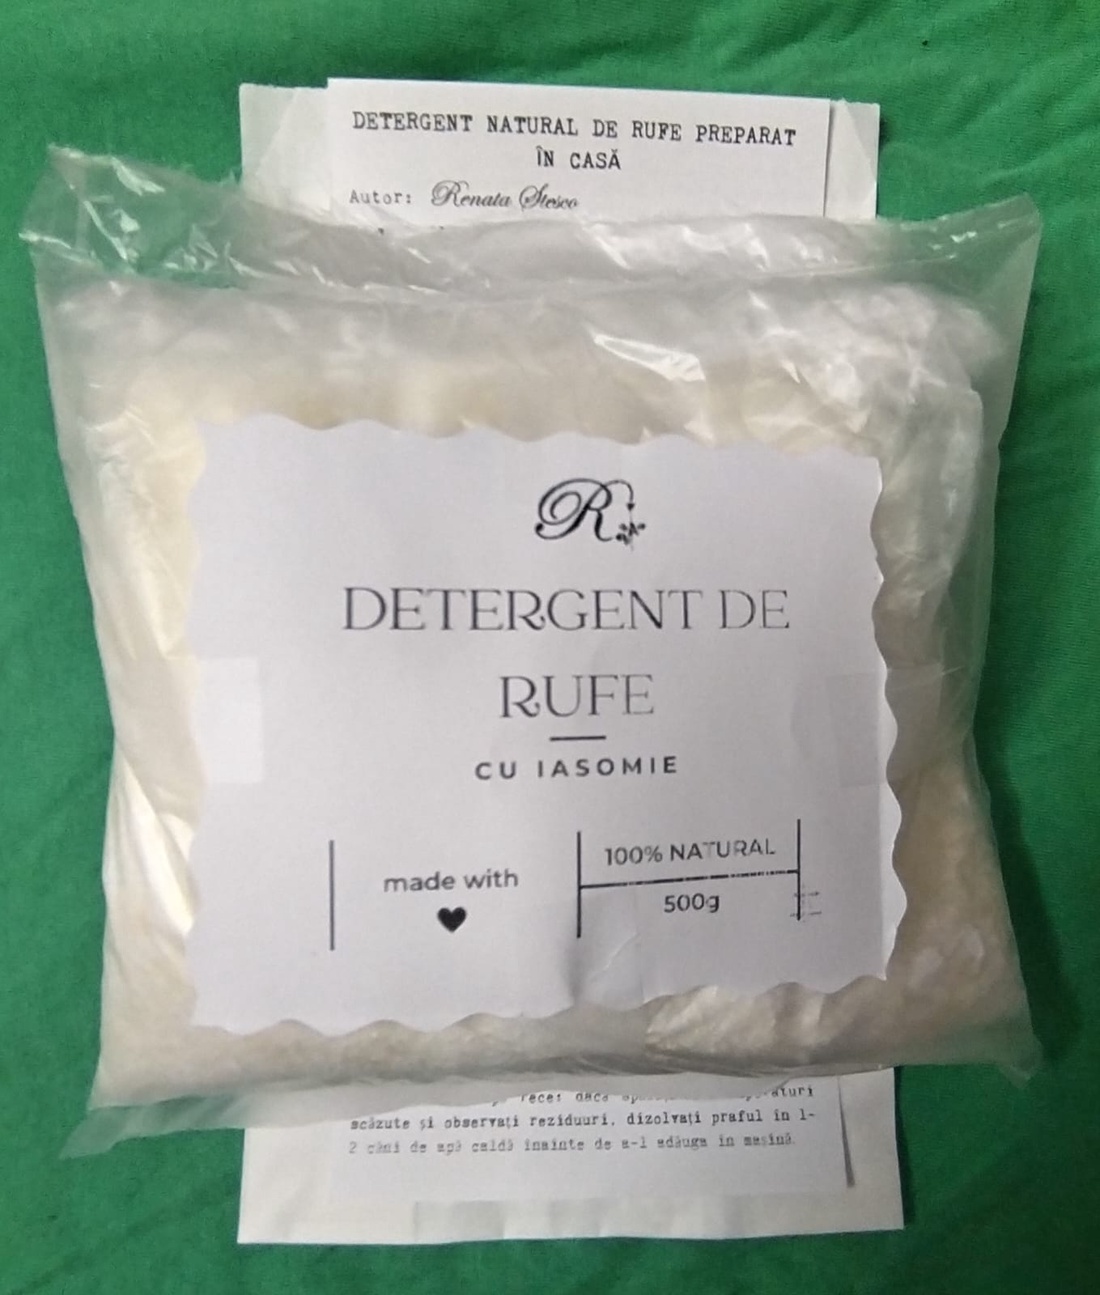 DETERGENT NATURAL DE RUFE PREPARAT
ÎN CASĂ
Autor: Renata Stesco
R
DETERGENT DE
RUFE
CU IASOMIE
made with
100% NATURAL
500g
rece: dacă
scăzute și observați reziduuri, dizolvați praful în 1-
2 căni de apă caldă înainte de a-l adăuga în mașină.